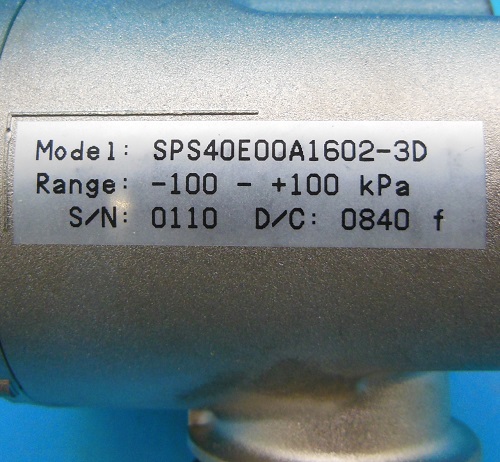 Model: SPS40E00A1602-3D
Range: -100 - +100 kPa
S/N: 0110 D/C: 0840 f